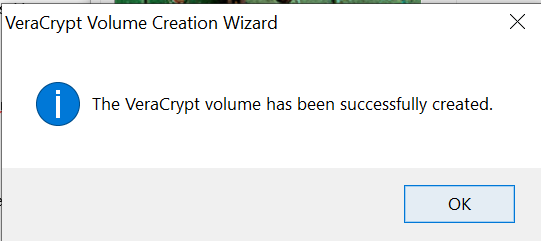 VeraCrypt Volume Creation Wizard
The VeraCrypt volume has been successfully created.
OK